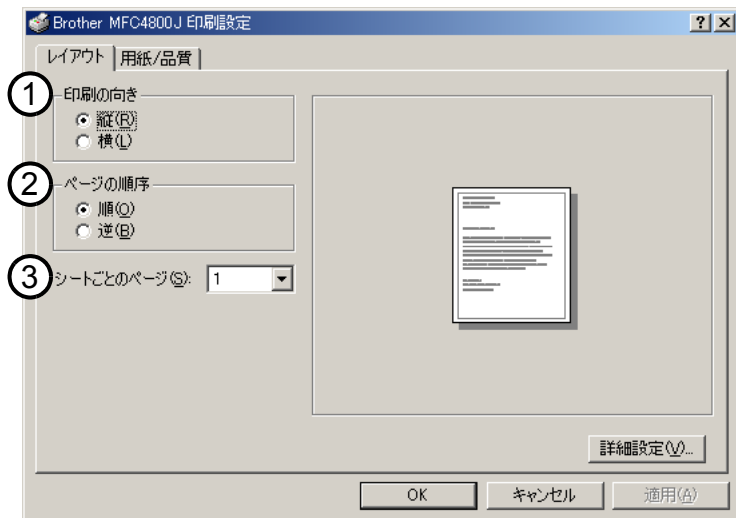 Brother MFC4800J 印刷設定
レイアウト 用紙/品質
1
印刷の向き
縦(R)
横(L)
2
ページの順序
順(O)
逆(B)
3
シートごとのページ(S): 1
詳細設定(V)...
OK キャンセル 適用(A)